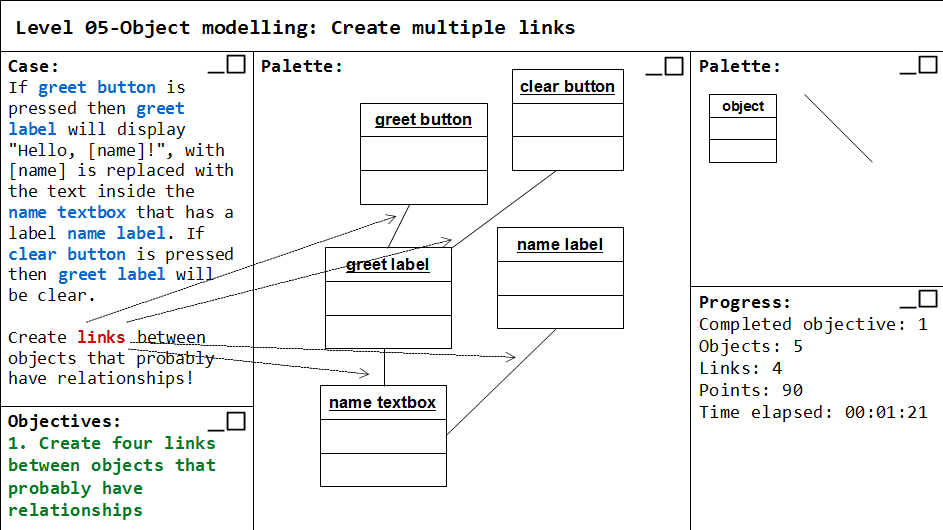 Level 05-Object modelling: Create multiple links
Case:
If greet button is
pressed then greet
label will display
"Hello, [name]!", with
[name] is replaced with
the text inside the
name textbox that has a
label name label. If
clear button is pressed
then greet label will
be clear.
Create links between
objects that probably
have relationships!
Objectives:
1. Create four links
between objects that
probably have
relationships
Palette:
clear button
greet button
name label
greet label
name textbox
Palette:
object
Progress:
Completed objective: 1
Objects: 5
Links: 4
Points: 90
Time elapsed: 00:01:21